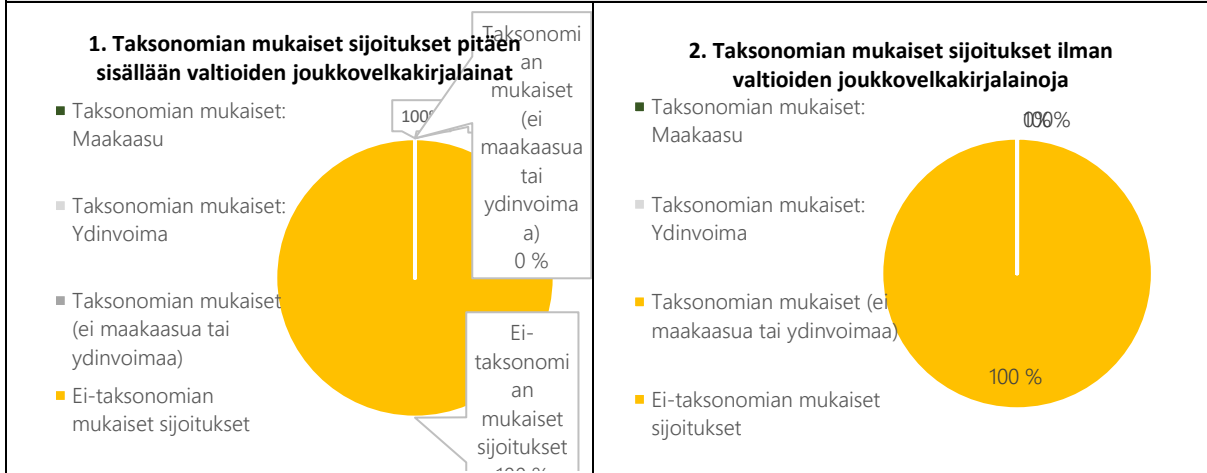 1. Taksonomian mukaiset sijoitukset pitäen
sisällään valtioiden joukkovelkakirjalainat
Taksonomian mukaiset:
Maakaasu
Taksonomian mukaiset:
Ydinvoima
Taksonomian mukaiset
(ei maakaasua tai
ydinvoimaa)
Ei-taksonomian
mukaiset sijoitukset
Taksonomi
an
mukaiset
(ei
maakaasua
tai
ydinvoima
a)
0 %
Ei-
taksonomi
an
mukaiset
sijoitukset
2. Taksonomian mukaiset sijoitukset ilman
valtioiden joukkovelkakirjalainoja
Taksonomian mukaiset:
Maakaasu
Taksonomian mukaiset:
Ydinvoima
Taksonomian mukaiset (ei
maakaasua tai ydinvoimaa)
Ei-taksonomian mukaiset
sijoitukset
100 %